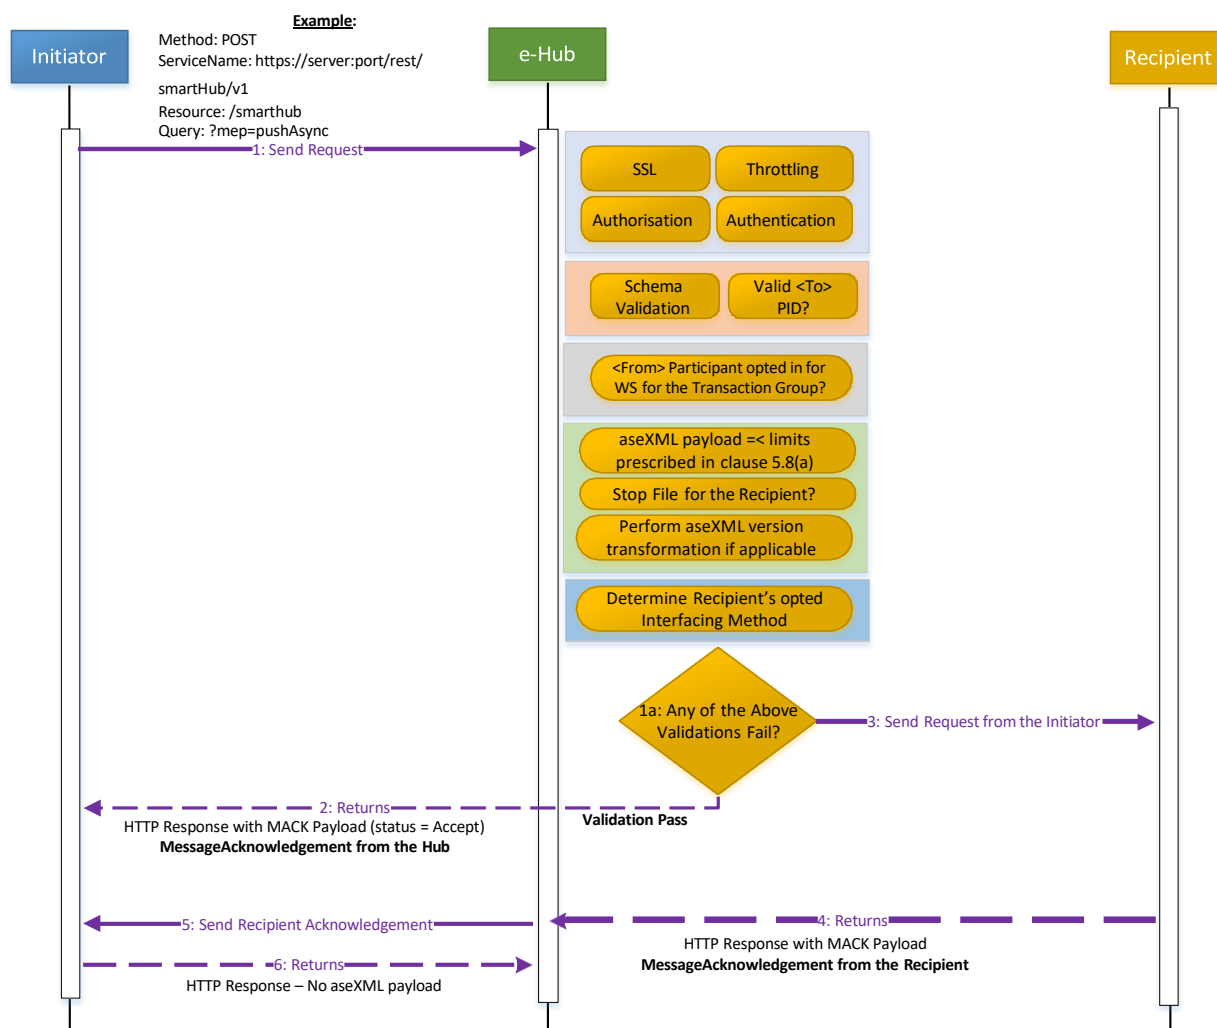 Example:
Method: POST
ServiceName: https://server:port/rest/
smartHub/v1
Resource: /smarthub
Query: ?mep=pushAsync
Initiator
e-Hub
Recipient
1: Send Request
SSL
Throttling
Authorisation
Authentication
Schema
Validation
Valid <To>
PID?
<From> Participant opted in for
WS for the Transaction Group?
aseXML payload =< limits
prescribed in clause 5.8(a)
Stop File for the Recipient?
Perform aseXML version
transformation if applicable
Determine Recipient's opted
Interfacing Method
1a: Any of the Above
Validations Fail?
3: Send Request from the Initiator
2: Returns
HTTP Response with MACK Payload (status = Accept)
MessageAcknowledgement from the Hub
Validation Pass
5: Send Recipient Acknowledgement
4: Returns
HTTP Response with MACK Payload
MessageAcknowledgement from the Recipient
6: Returns
HTTP Response – No aseXML payload